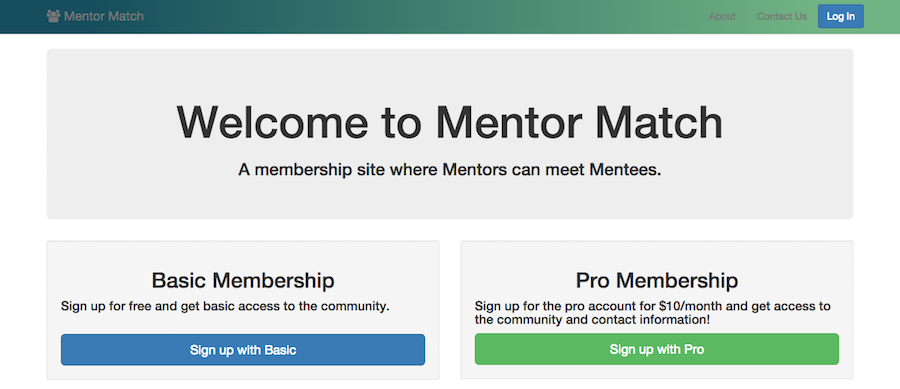 Mentor Match
About
Contact Us
Log In
Welcome to Mentor Match
A membership site where Mentors can meet Mentees.
Basic Membership
Sign up for free and get basic access to the community.
Sign up with Basic
Pro Membership
Sign up for the pro account for $10/month and get access to
the community and contact information!
Sign up with Pro